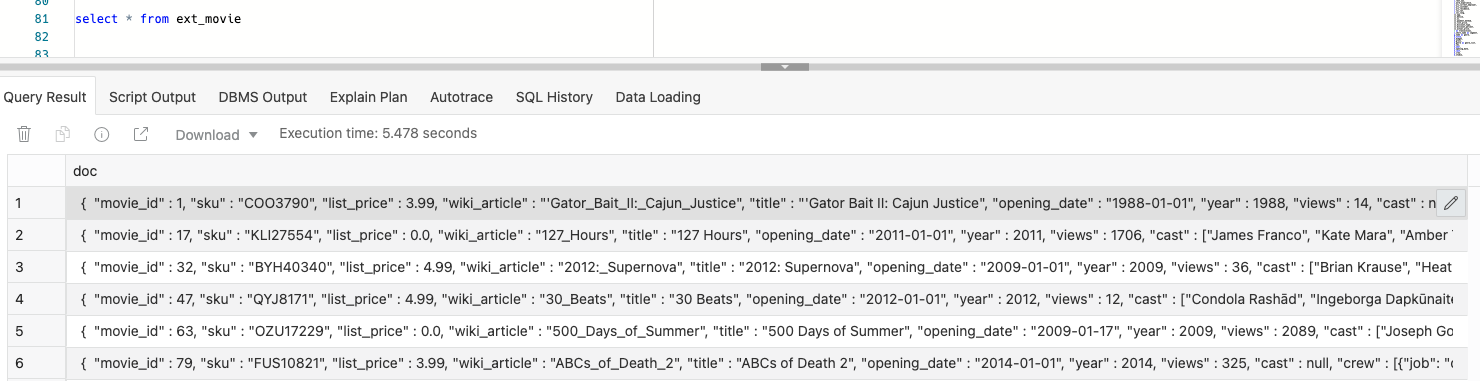 80
81 select * from ext_movie
82
83
Query Result Script Output DBMS Output Explain Plan Autotrace SQL History Data Loading
Download Execution time: 5.478 seconds
doc
1 { "movie_id" : 1, "sku" : "COO3790", "list_price" : 3.99, "wiki_article" : "'Gator_Bait_II:_Cajun_Justice", "title" : "'Gator Bait II: Cajun Justice", "opening_date" : "1988-01-01", "year" : 1988, "views" : 14, "cast" : n
2 { "movie_id" : 17, "sku" : "KLI27554", "list_price" : 0.0, "wiki_article" : "127_Hours", "title" : "127 Hours", "opening_date" : "2011-01-01", "year" : 2011, "views" : 1706, "cast" : ["James Franco", "Kate Mara", "Amber
3 { "movie_id" : 32, "sku" : "BYH40340", "list_price" : 4.99, "wiki_article" : "2012:_Supernova", "title" : "2012: Supernova", "opening_date" : "2009-01-01", "year" : 2009, "views" : 36, "cast" : ["Brian Krause", "Heat
4 { "movie_id" : 47, "sku" : "QYJ8171", "list_price" : 4.99, "wiki_article" : "30_Beats", "title" : "30 Beats", "opening_date" : "2012-01-01", "year" : 2012, "views" : 12, "cast" : ["Condola Rashād", "Ingeborga Dapkūnaite
5 { "movie_id" : 63, "sku" : "OZU17229", "list_price" : 0.0, "wiki_article" : "500_Days_of_Summer", "title" : "500 Days of Summer", "opening_date" : "2009-01-17", "year" : 2009, "views" : 2089, "cast" : ["Joseph Go
6 { "movie_id" : 79, "sku" : "FUS10821", "list_price" : 3.99, "wiki_article" : "ABCs_of_Death_2", "title" : "ABCs of Death 2", "opening_date" : "2014-01-01", "year" : 2014, "views" : 325, "cast" : null, "crew" : [{"job": "